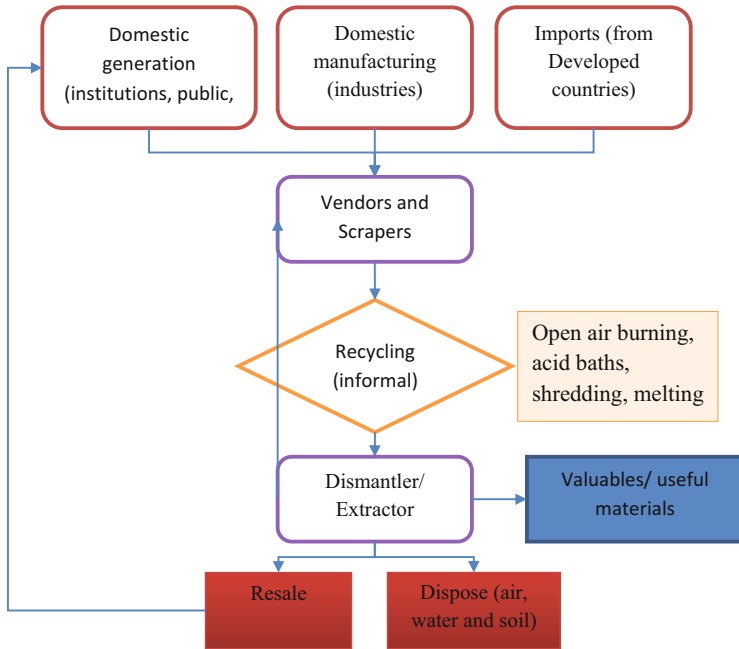 Domestic
generation
(institutions, public,
Domestic
manufacturing
(industries)
Imports (from
Developed
countries)
Vendors and
Scrapers
Recycling
(informal)
Open air burning,
acid baths,
shredding, melting
Dismantler/
Extractor
Valuables/ useful
materials
Resale
Dispose (air,
water and soil)